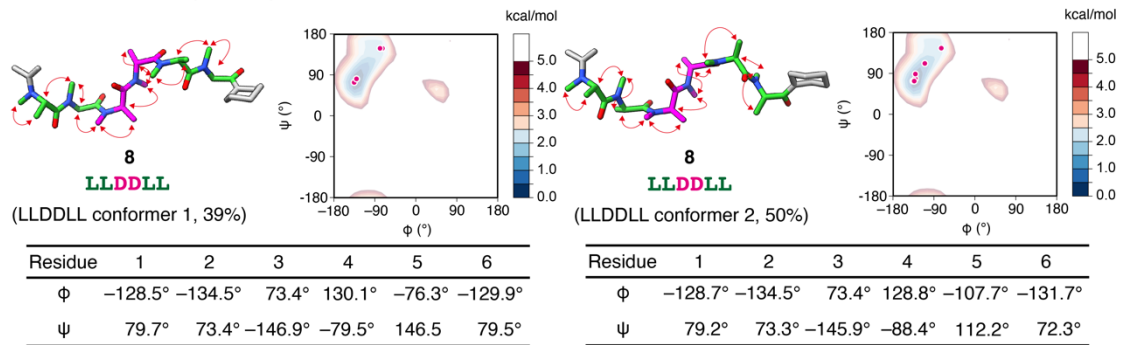 kcal/mol
180
90
0
-90
-180
ψ (°)
−180
−90
0
90
180
ϕ (°)
5.0
4.0
3.0
2.0
1.0
0.0
8
LLDDLL
(LLDDLL conformer 1, 39%)
Residue 1 2 3 4 5 6
ϕ −128.5° −134.5° 73.4° 130.1° −76.3° −129.9°
ψ 79.7° 73.4° −146.9° −79.5° 146.5 79.5°
kcal/mol
180
90
0
-90
-180
ψ (°)
−180
−90
0
90
180
ϕ (°)
5.0
4.0
3.0
2.0
1.0
0.0
8
LLDDLL
(LLDDLL conformer 2, 50%)
Residue 1 2 3 4 5 6
ϕ −128.7° −134.5° 73.4° 128.8° −107.7° −131.7°
ψ 79.2° 73.3° −145.9° −88.4° 112.2° 72.3°